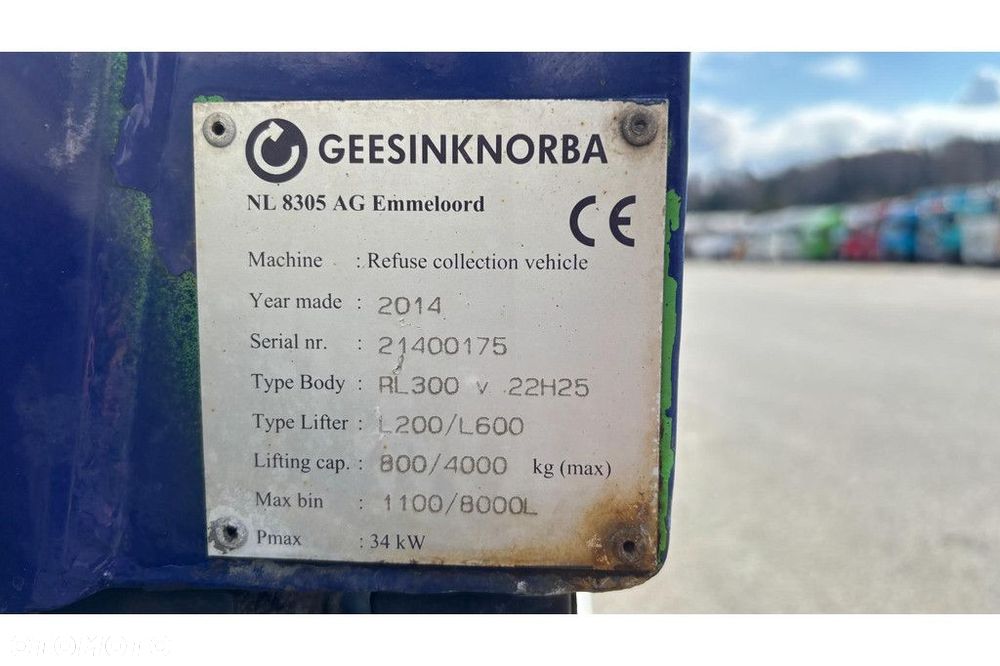 GEESINKNORBA
NL 8305 AG Emmeloord
CE
Machine : Refuse collection vehicle
Year made : 2014
Serial nr. : 21400175
Type Body : RL300 v 22H25
Type Lifter : L200/L600
Lifting cap. : 800/4000 kg (max)
Max bin : 1100/8000L
Pmax : 34 kW
OTOMOTO